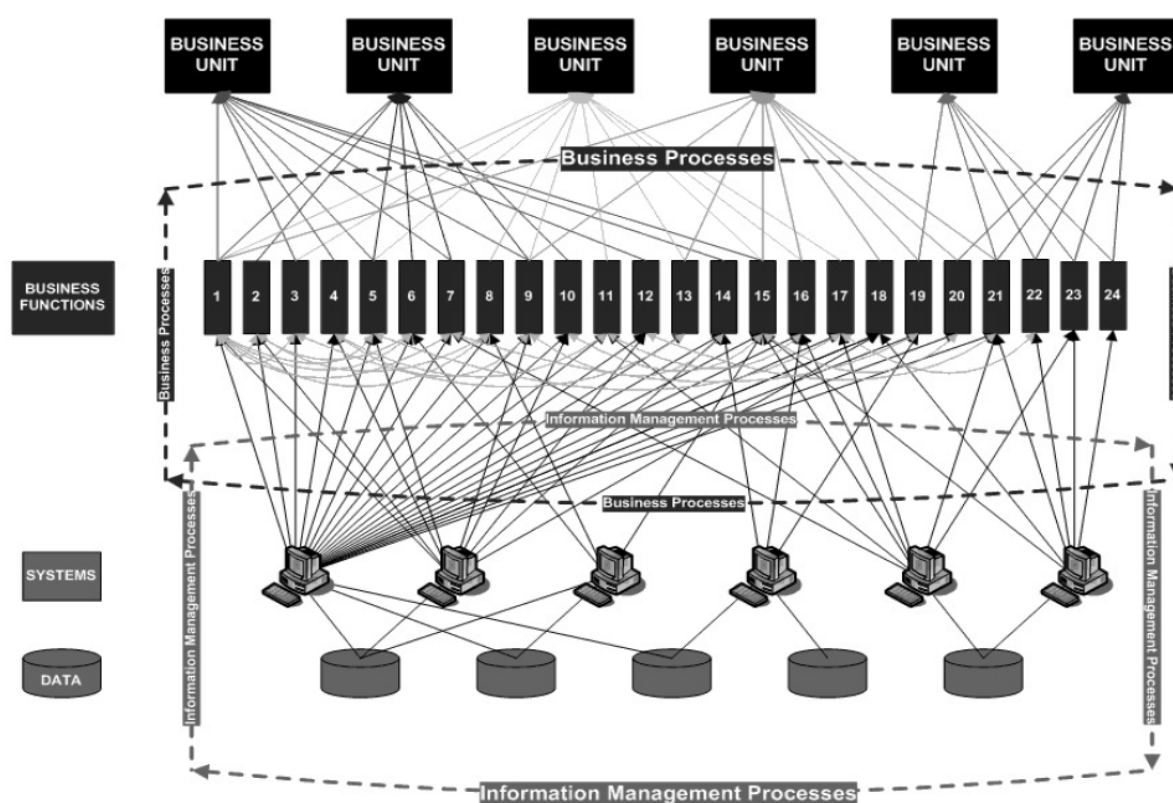 BUSINESS
UNIT
BUSINESS
UNIT
BUSINESS
UNIT
BUSINESS
UNIT
BUSINESS
UNIT
BUSINESS
UNIT
Business Processes
BUSINESS
FUNCTIONS
Business Processes
1 2 3 4 5 6 7 8 9 10 11 12 13 14 15 16 17 18 19 20 21 22 23 24
Information Management Processes
Business Processes
SYSTEMS
Information Management Processes
Information Management Processes
DATA
Information Management Processes